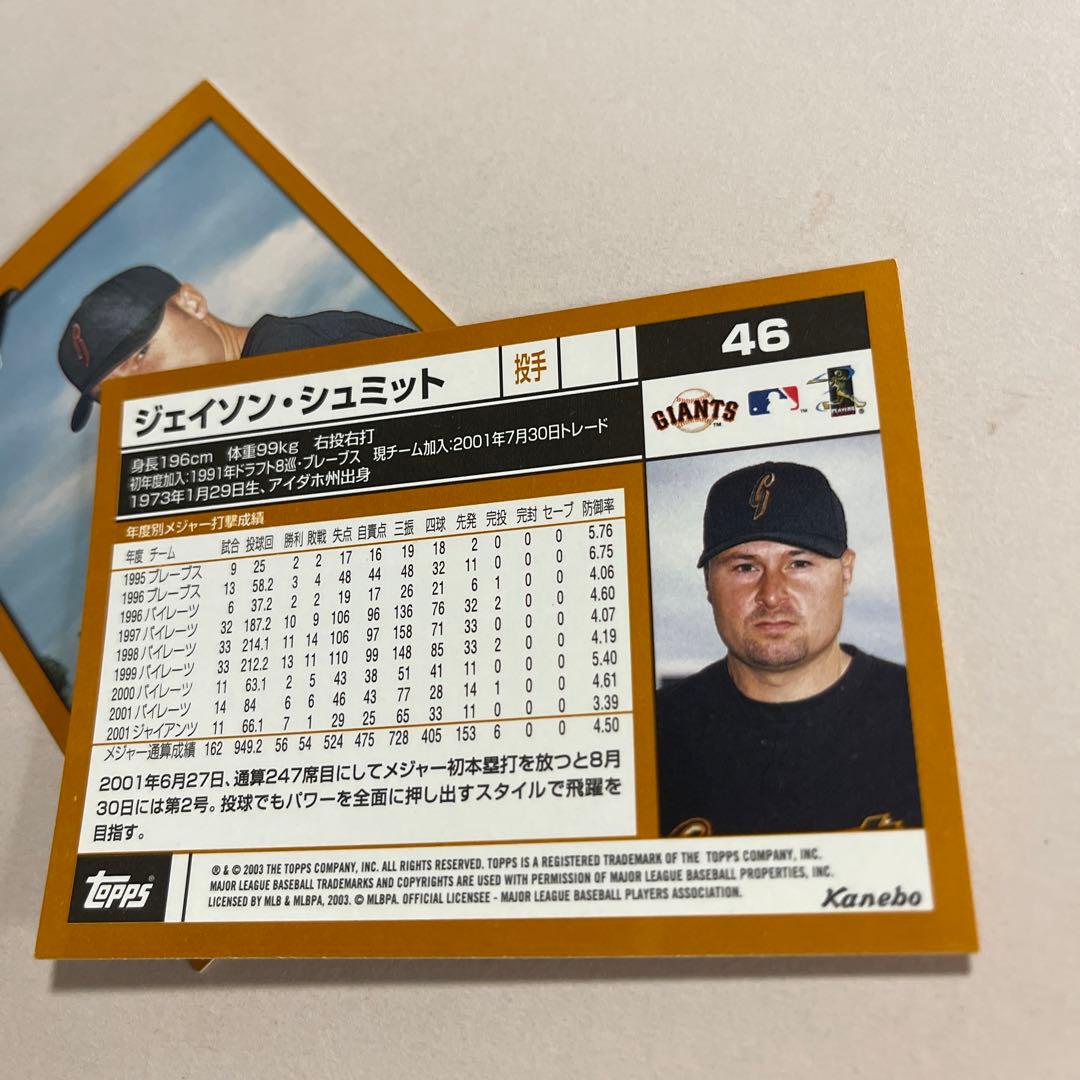 46
ジェイソン・シュミット 投手
GIANTS TM
TM PLAYERS ®
身長196cm 体重99kg 右投右打
初年度加入:1991年ドラフト8巡・ブレーブス 現チーム加入:2001年7月30日トレード
1973年1月29日生、アイダホ州出身
年度別メジャー打撃成績
年度 チーム 試合 投球回 勝利 敗戦 失点 自責点 三振 四球 先発 完投 完封 セーブ 防御率
1995 ブレーブス 9 25 2 2 17 16 19 18 2 0 0 0 5.76
1996 ブレーブス 13 58.2 3 4 48 44 48 32 11 0 0 0 6.75
1996 パイレーツ 6 37.2 2 2 19 17 26 21 6 1 0 0 4.06
1997 パイレーツ 32 187.2 10 9 106 96 136 76 32 2 0 0 4.60
1998 パイレーツ 33 214.1 11 14 106 97 158 71 33 0 0 0 4.07
1999 パイレーツ 33 212.2 13 11 110 99 148 85 33 2 0 0 4.19
2000 パイレーツ 11 63.1 2 5 43 38 51 41 11 0 0 0 5.40
2001 パイレーツ 14 84 6 6 46 43 77 28 14 1 0 0 4.61
2001 ジャイアンツ 11 66.1 7 1 29 25 65 33 11 0 0 0 3.39
メジャー通算成績 162 949.2 56 54 524 475 728 405 153 6 0 0 4.50
2001年6月27日、通算247席目にしてメジャー初本塁打を放つと8月
30日には第2号。投球でもパワーを全面に押し出すスタイルで飛躍を
目指す。
TOPPS ®
® & © 2003 THE TOPPS COMPANY, INC. ALL RIGHTS RESERVED. TOPPS IS A REGISTERED TRADEMARK OF THE TOPPS COMPANY, INC.
MAJOR LEAGUE BASEBALL TRADEMARKS AND COPYRIGHTS ARE USED WITH PERMISSION OF MAJOR LEAGUE BASEBALL PROPERTIES, INC.
LICENSED BY MLB & MLBPA, 2003. © MLBPA. OFFICIAL LICENSEE - MAJOR LEAGUE BASEBALL PLAYERS ASSOCIATION.
Kanebo